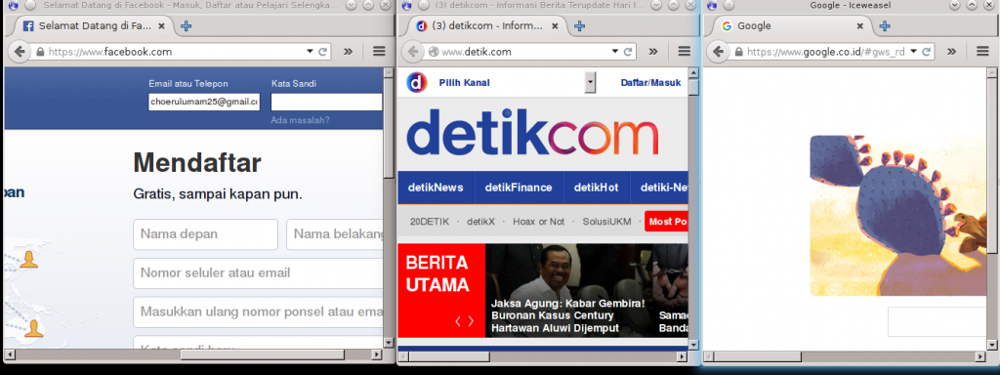 Selamat Datang di Facebook - Masuk, Daftar atau Pelajari Selengka...
Selamat Datang di Fa...
https://www.facebook.com
Email atau Telepon
Kata Sandi
choerulumam25@gmail.co
Ada masalah?
pan
Mendaftar
Gratis, sampai kapan pun.
Nama depan
Nama belakang
Nomor seluler atau email
Masukkan ulang nomor ponsel atau ema
Kata sandi baru
(3) detikcom - Informasi Berita Terupdate Hari I
(3) detikcom - Inform...
www.detik.com
d
Pilih Kanal
Daftar/Masuk
detikcom
detikNews
detikFinance
detikHot
detiki-Ne
20DETIK · detikX · Hoax or Not · SolusiUKM ·
Most Po
BERITA
UTAMA
Jaksa Agung: Kabar Gembira!
Buronan Kasus Century
Hartawan Aluwi Dijemput
Samad
Banda
Google - Iceweasel
Google
https://www.google.co.id/#gws_rd